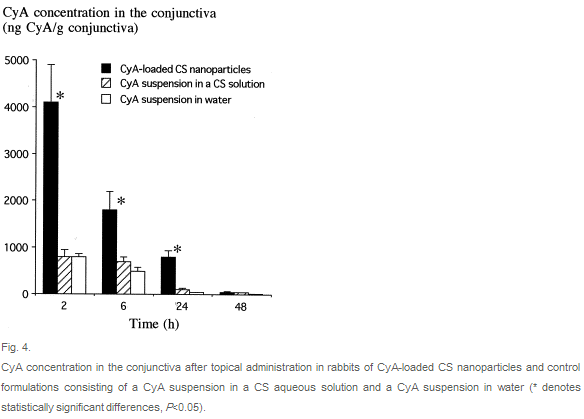 CyA concentration in the conjunctiva
(ng CyA/g conjunctiva)
5000
4000
3000
2000
1000
0
CyA-loaded CS nanoparticles
CyA suspension in a CS solution
CyA suspension in water
*
*
*
2 6 24 48
Time (h)
Fig. 4.
CyA concentration in the conjunctiva after topical administration in rabbits of CyA-loaded CS nanoparticles and control
formulations consisting of a CyA suspension in a CS aqueous solution and a CyA suspension in water (* denotes
statistically significant differences, P<0.05).